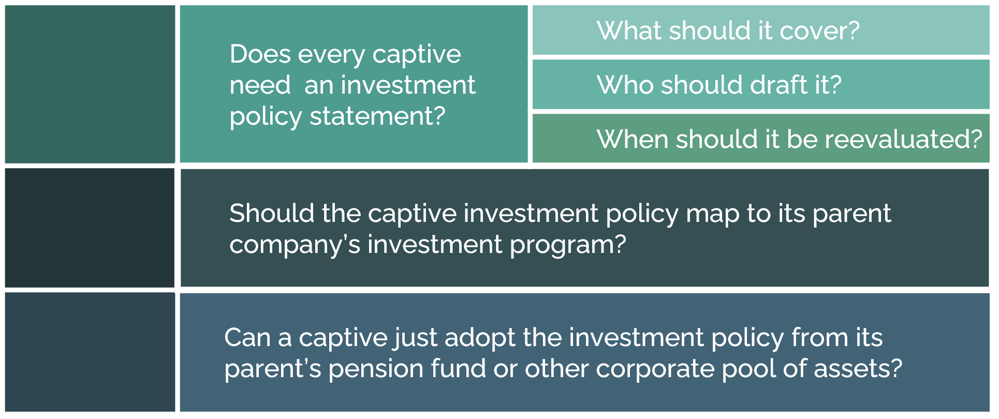 Does every captive
need  an investment
policy statement?
What should it cover?
Who should draft it?
When should it be reevaluated?
Should the captive investment policy map to its parent
company’s investment program?
Can a captive just adopt the investment policy from its
parent’s pension fund or other corporate pool of assets?